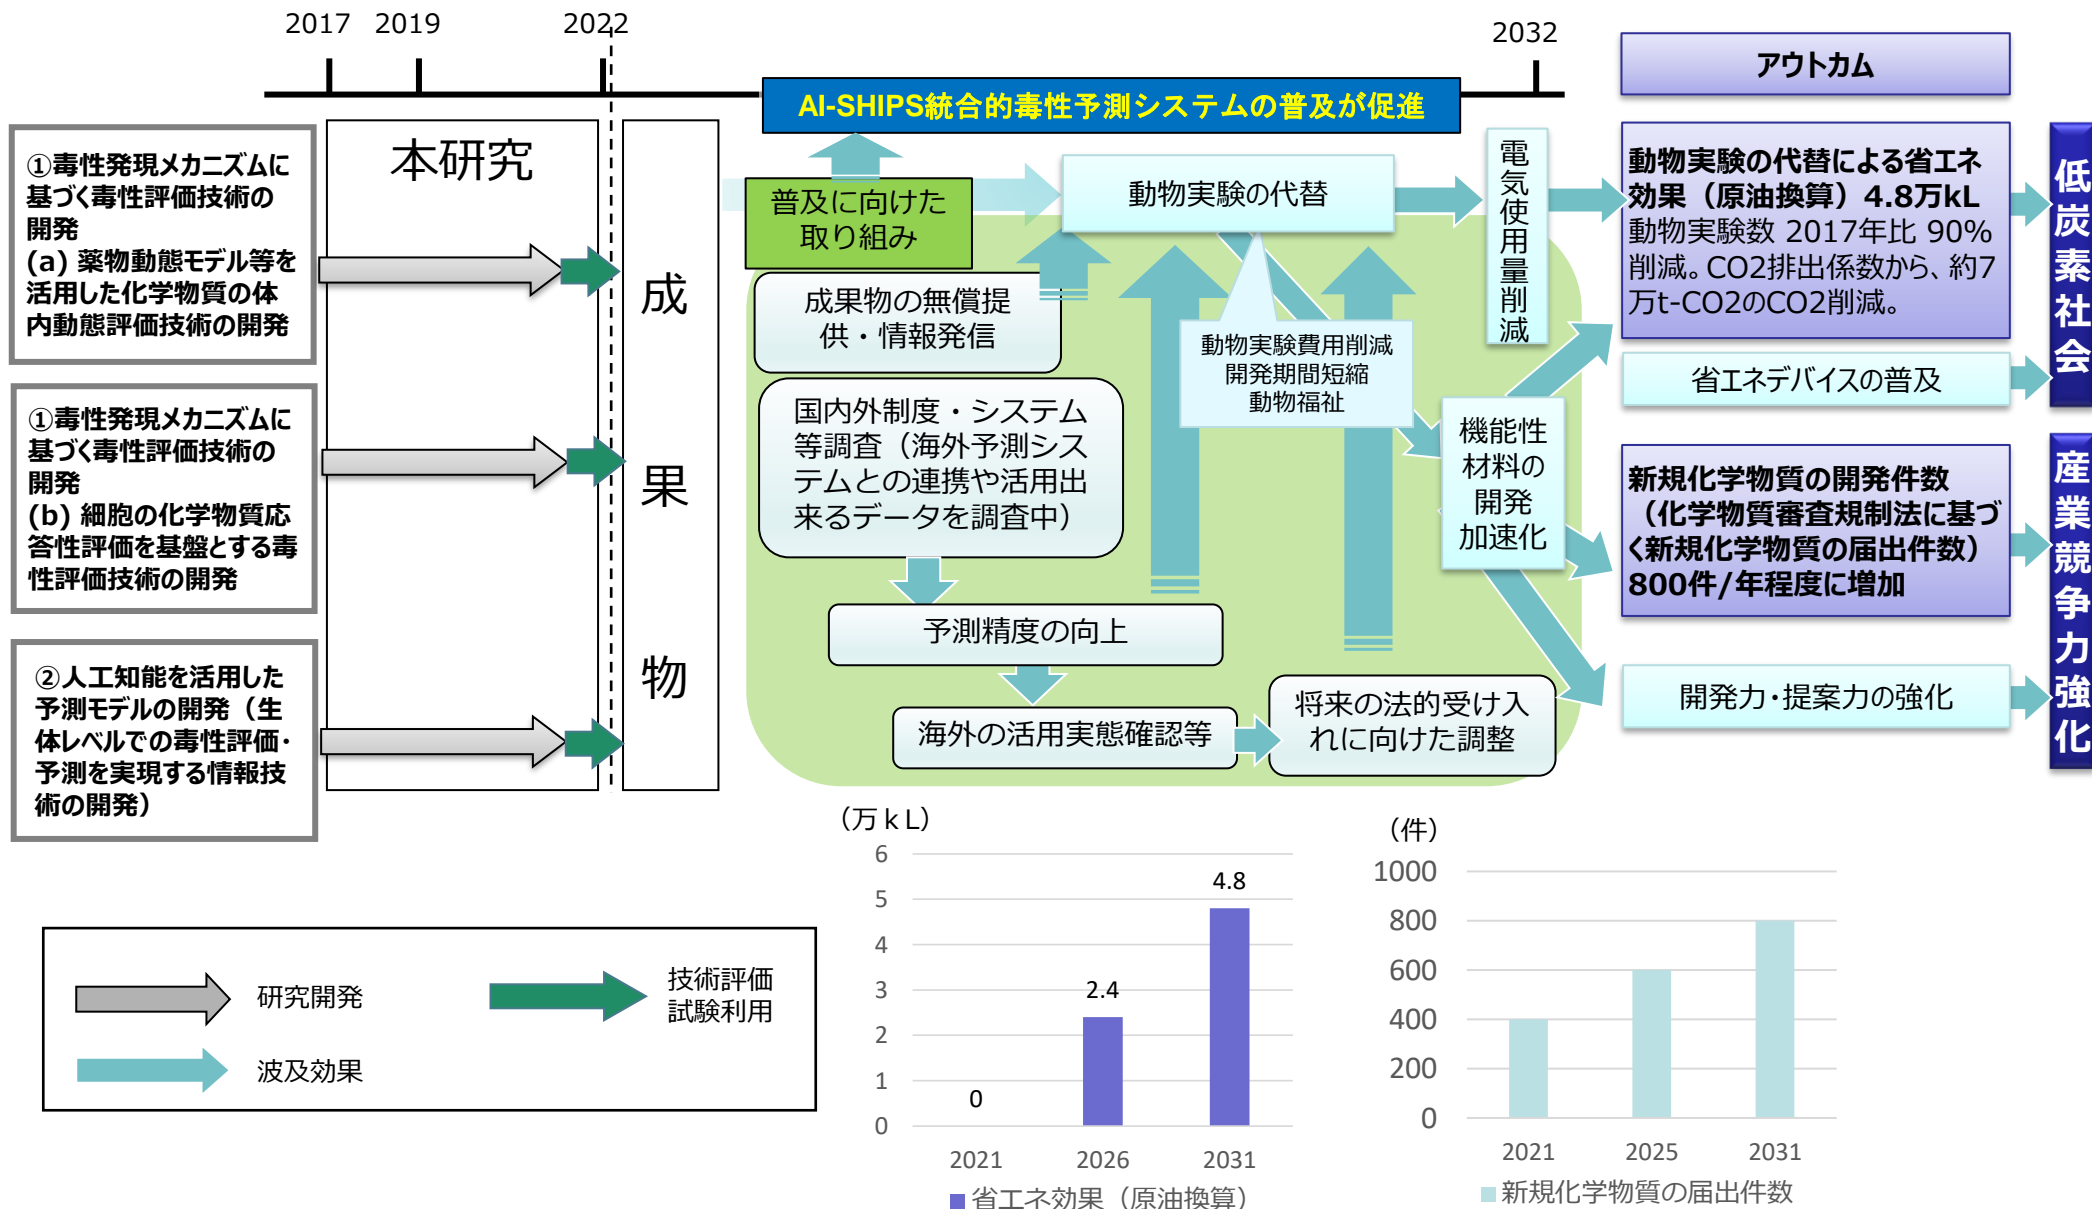 2017
2019
2022
2032
アウトカム
AI-SHIPS統合的毒性予測システムの普及が促進
①毒性発現メカニズムに
基づく毒性評価技術の
開発
(a) 薬物動態モデル等を
活用した化学物質の体
内動態評価技術の開発
①毒性発現メカニズムに
基づく毒性評価技術の
開発
(b) 細胞の化学物質応
答性評価を基盤とする毒
性評価技術の開発
②人工知能を活用した
予測モデルの開発（生
体レベルでの毒性評価・
予測を実現する情報技
術の開発）
本研究
成果物
普及に向けた
取り組み
成果物の無償提
供・情報発信
国内外制度・システム
等調査（海外予測シス
テムとの連携や活用出
来るデータを調査中）
予測精度の向上
海外の活用実態確認等
将来の法的受け入
れに向けた調整
動物実験の代替
動物実験費用削減
開発期間短縮
動物福祉
電気使用量削減
機能性
材料の
開発
加速化
動物実験の代替による省エネ
効果（原油換算）4.8万kL
動物実験数 2017年比 90%
削減。CO2排出係数から、約7
万t-CO2のCO2削減。
省エネデバイスの普及
新規化学物質の開発件数
（化学物質審査規制法に基づ
く新規化学物質の届出件数）
800件/年程度に増加
開発力・提案力の強化
低炭素社会
産業競争力強化
研究開発
技術評価
試験利用
波及効果
（万ｋL）
6
5
4
3
2
1
0
0
2.4
4.8
2021
2026
2031
省エネ効果（原油換算）
（件）
1000
800
600
400
200
0
2021
2025
2031
新規化学物質の届出件数